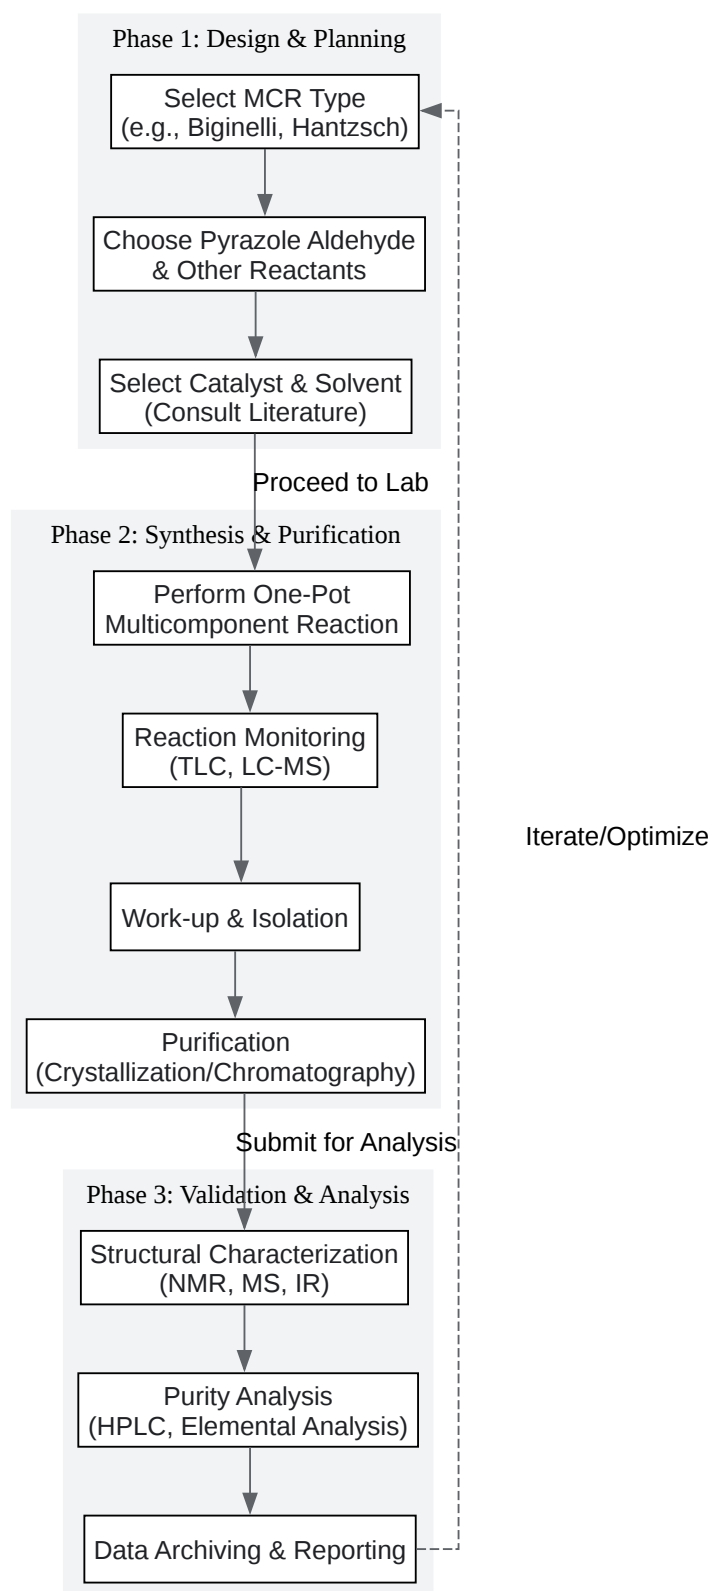 Phase 1: Design & Planning
Select MCR Type
(e.g., Biginelli, Hantzsch)
Choose Pyrazole Aldehyde
& Other Reactants
Select Catalyst & Solvent
(Consult Literature)
Proceed to Lab
Phase 2: Synthesis & Purification
Perform One-Pot
Multicomponent Reaction
Reaction Monitoring
(TLC, LC-MS)
Iterate/Optimize
Work-up & Isolation
Purification
(Crystallization/Chromatography)
Submit for Analysis
Phase 3: Validation & Analysis
Structural Characterization
(NMR, MS, IR)
Purity Analysis
(HPLC, Elemental Analysis)
Data Archiving & Reporting